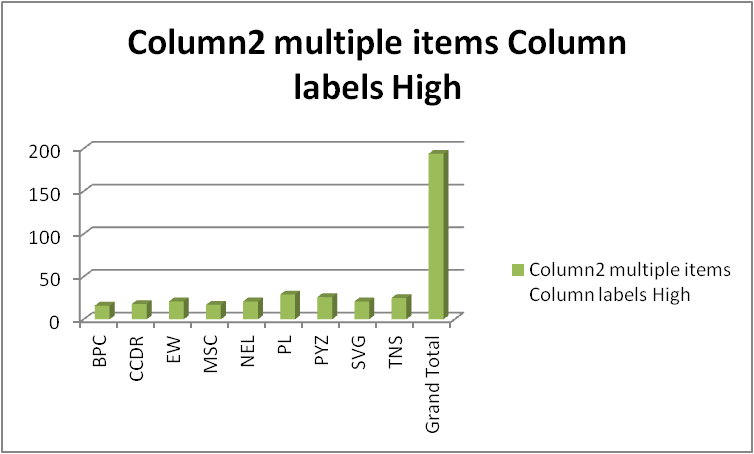 Column2 multiple items Column
labels High
200
150
100
50
0
BPC
CCDR
EW
MSC
NEL
PL
PYZ
SVG
TNS
Grand Total
Column2 multiple items
Column labels High